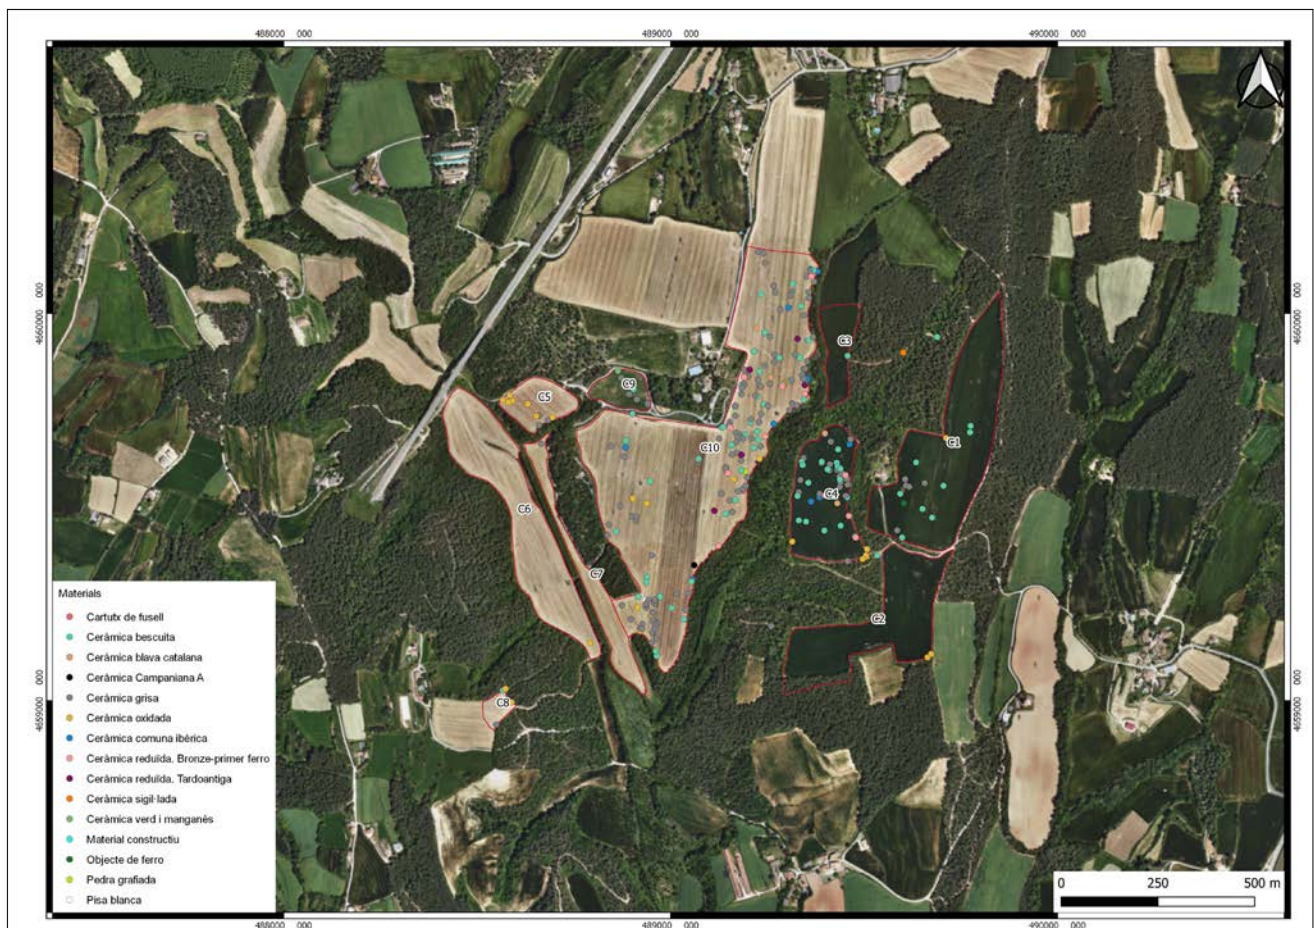 488000 000
489000 000
490000 000
4660000 000
4660000 000
C3
C9
C5
C1
C10
C4
C6
C7
C2
C8
4659000 000
4659000 000
Materials
Cartutx de fusell
Ceràmica bescuita
Ceràmica blava catalana
Ceràmica Campaniana A
Ceràmica grisa
Ceràmica oxidada
Ceràmica comuna ibèrica
Ceràmica reduïda. Bronze-primer ferro
Ceràmica reduïda. Tardoantiga
Ceràmica sigil·lada
Ceràmica verd i manganès
Material constructiu
Objecte de ferro
Pedra grafiada
Pisa blanca
0 250 500 m
488000 000
489000 000
490000 000